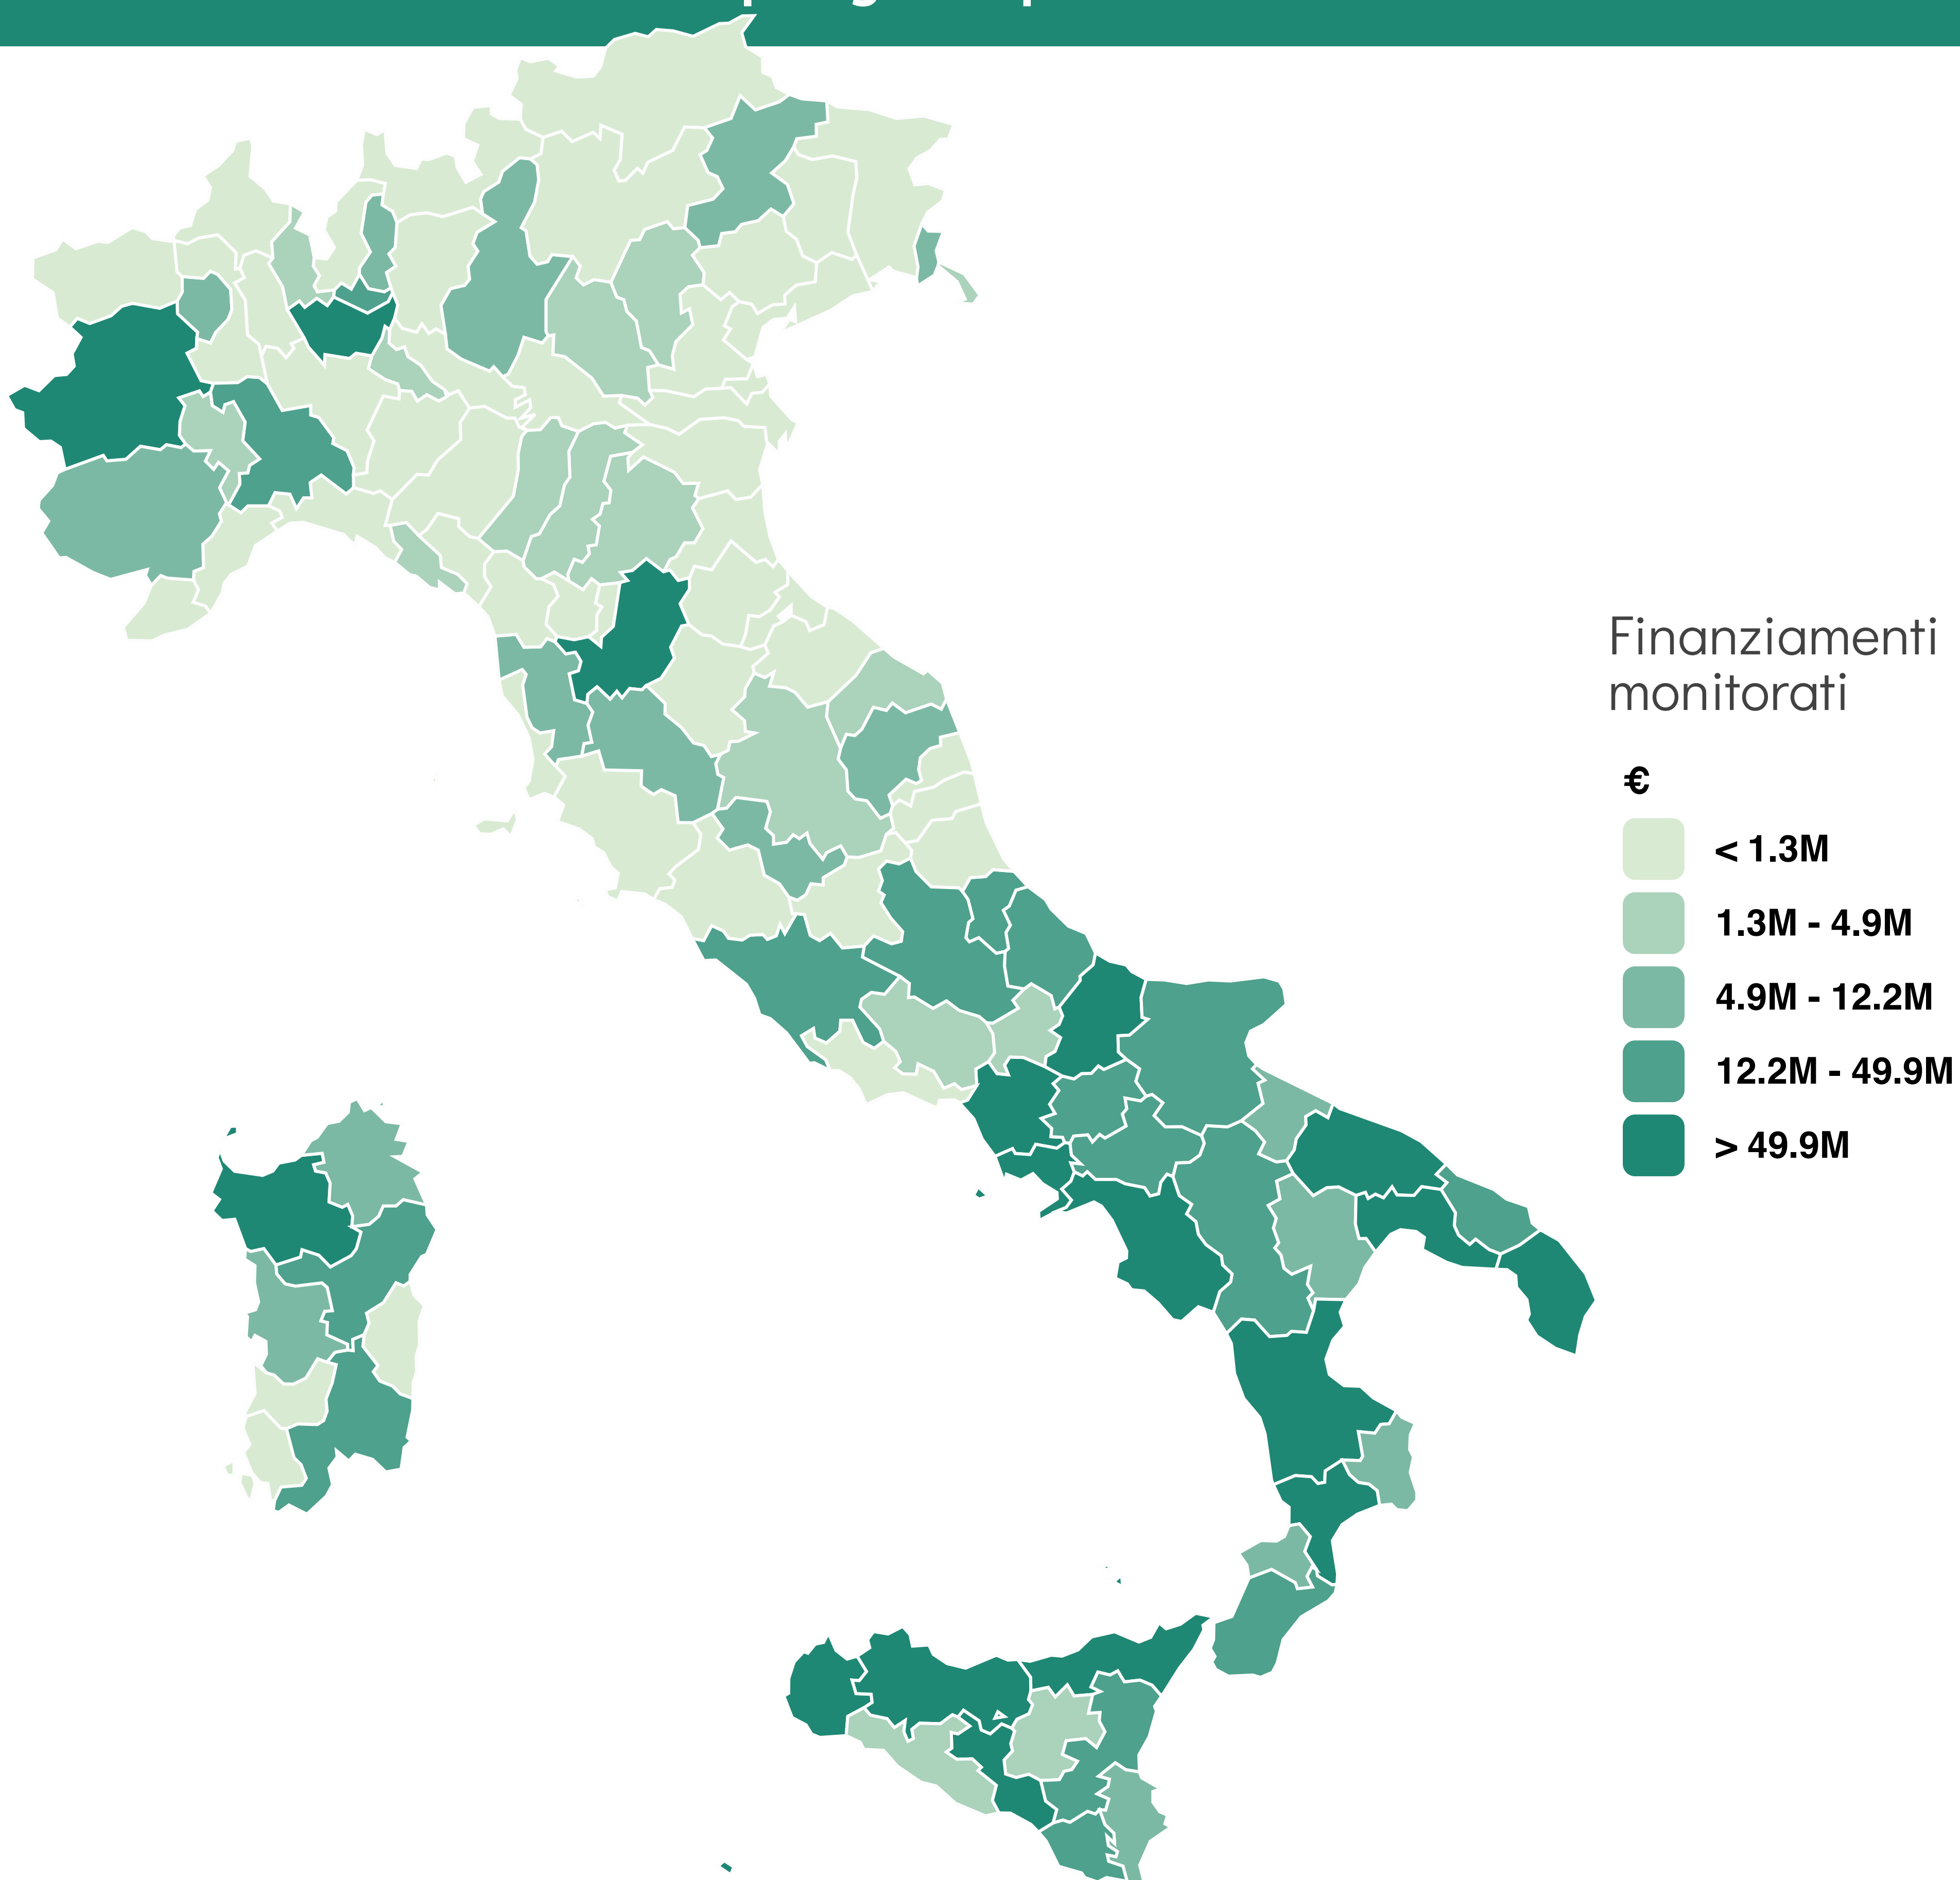 Finanziamenti
monitorati
€
< 1.3M
1.3M - 4.9M
4.9M - 12.2M
12.2M - 49.9M
> 49.9M